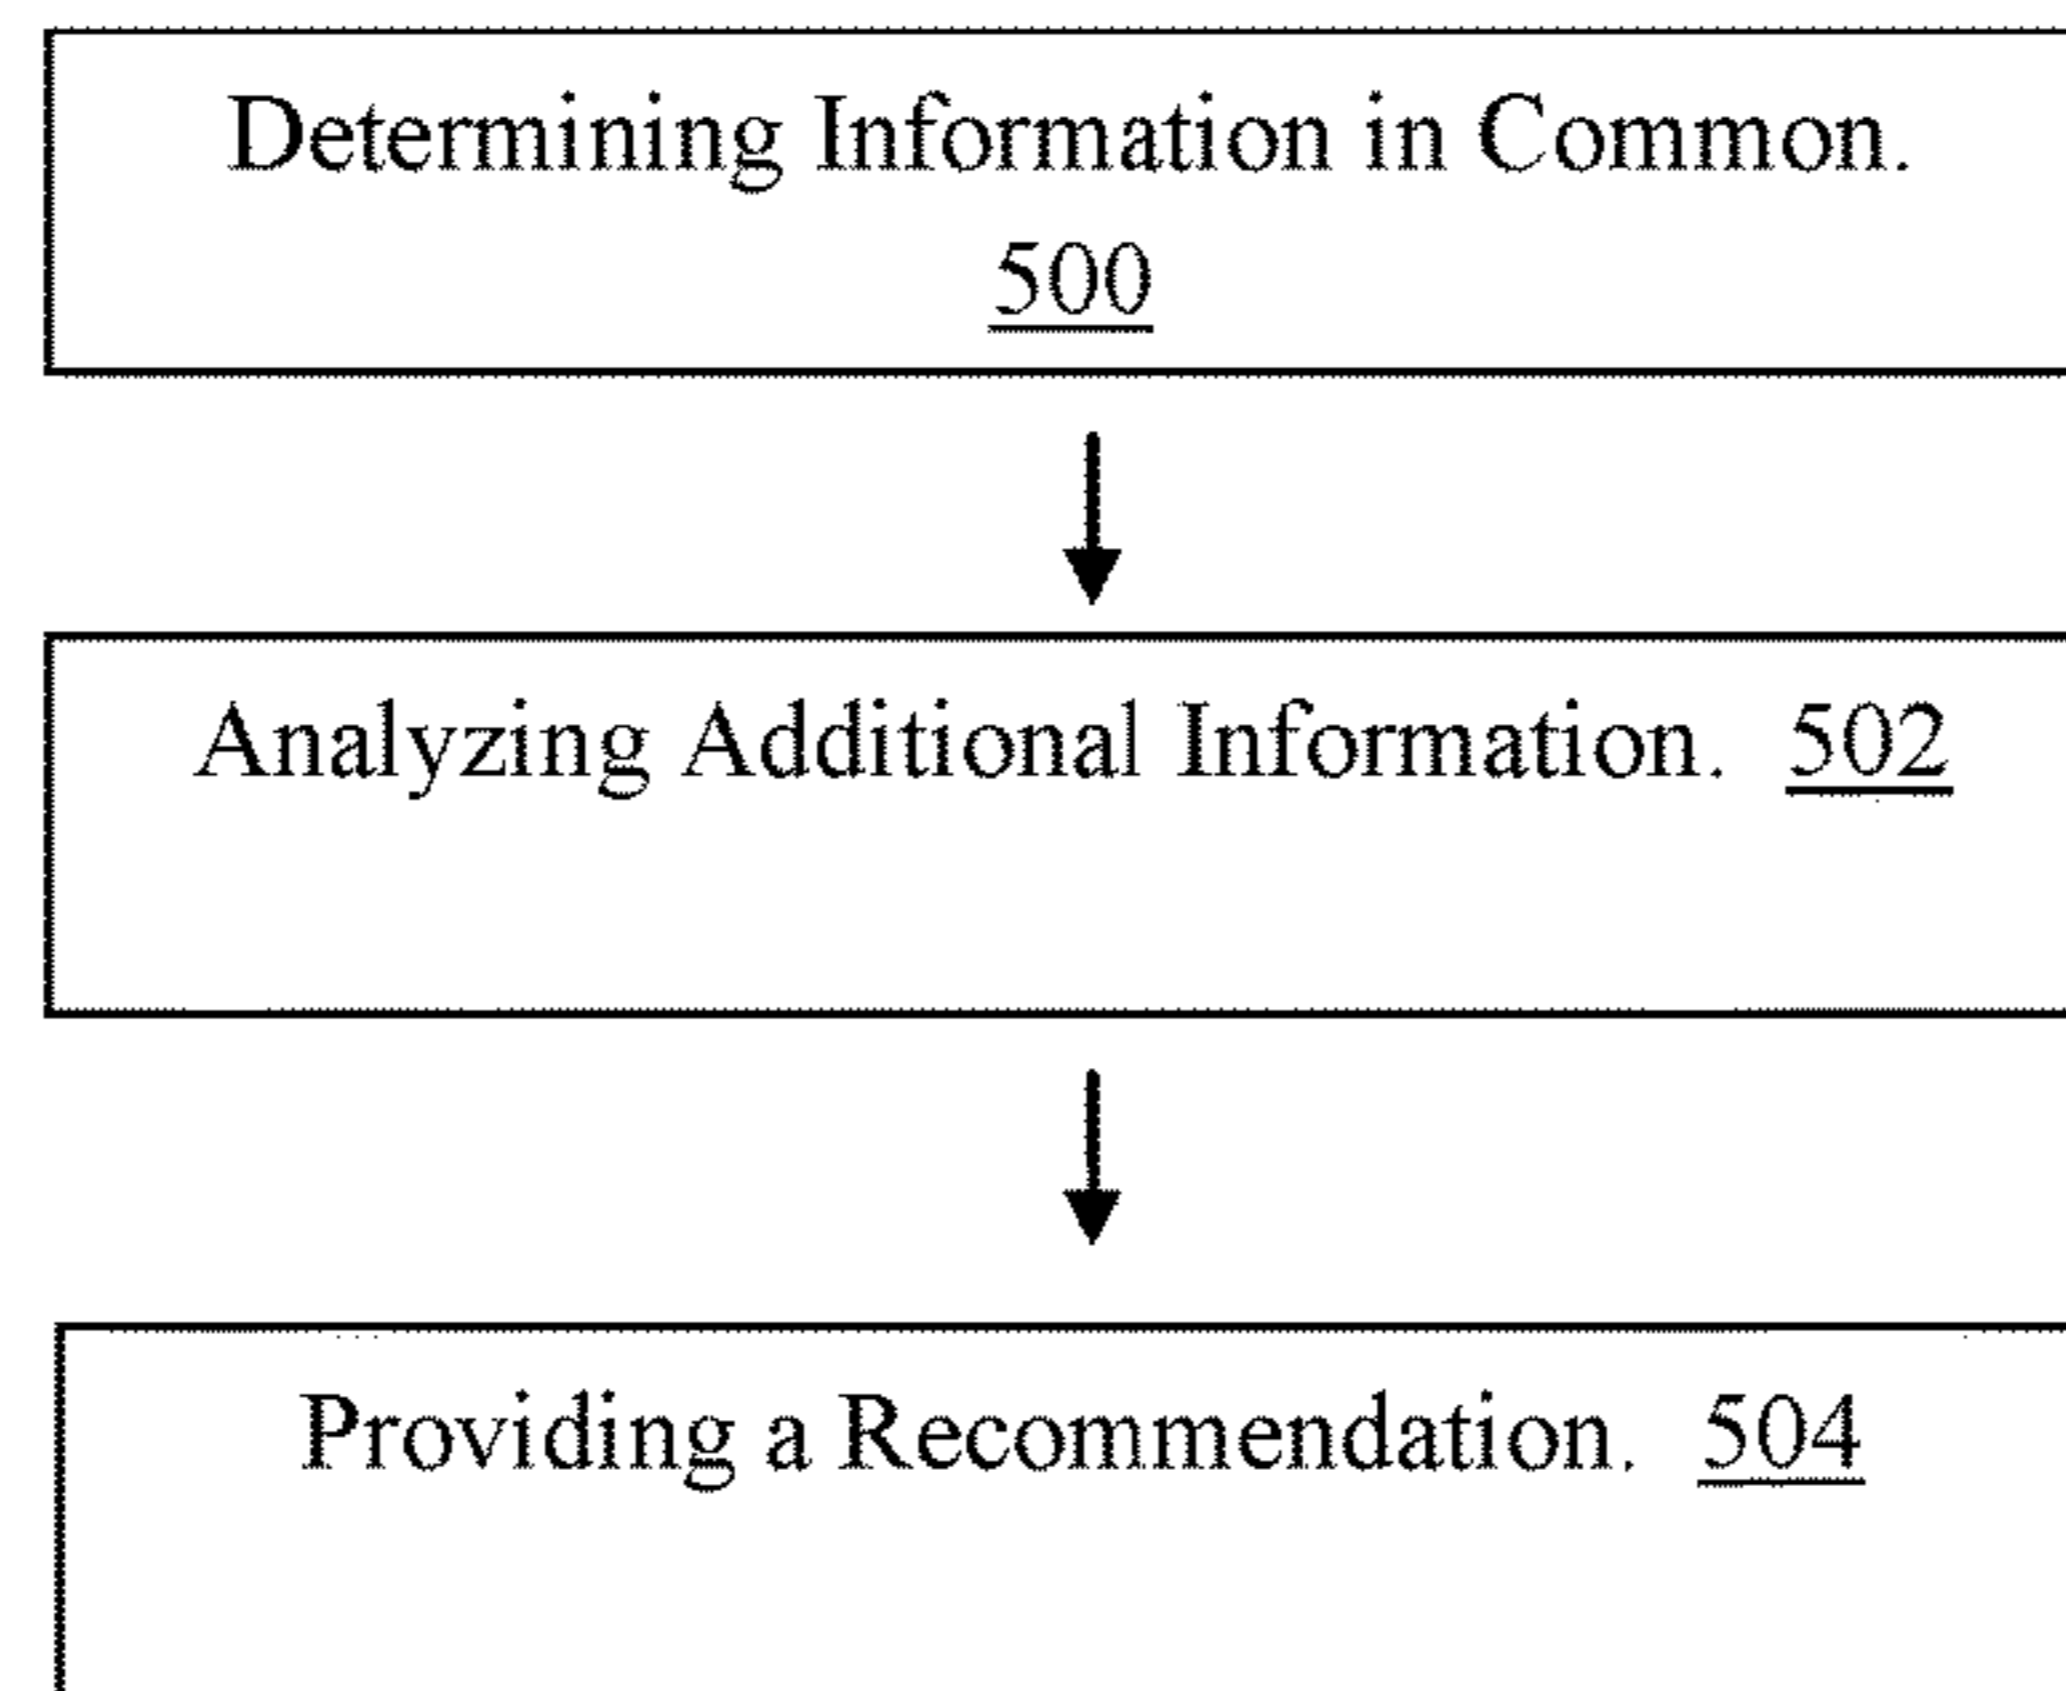 Determining Information in Common.
500
Analyzing Additional Information. 502
Providing a Recommendation. 504